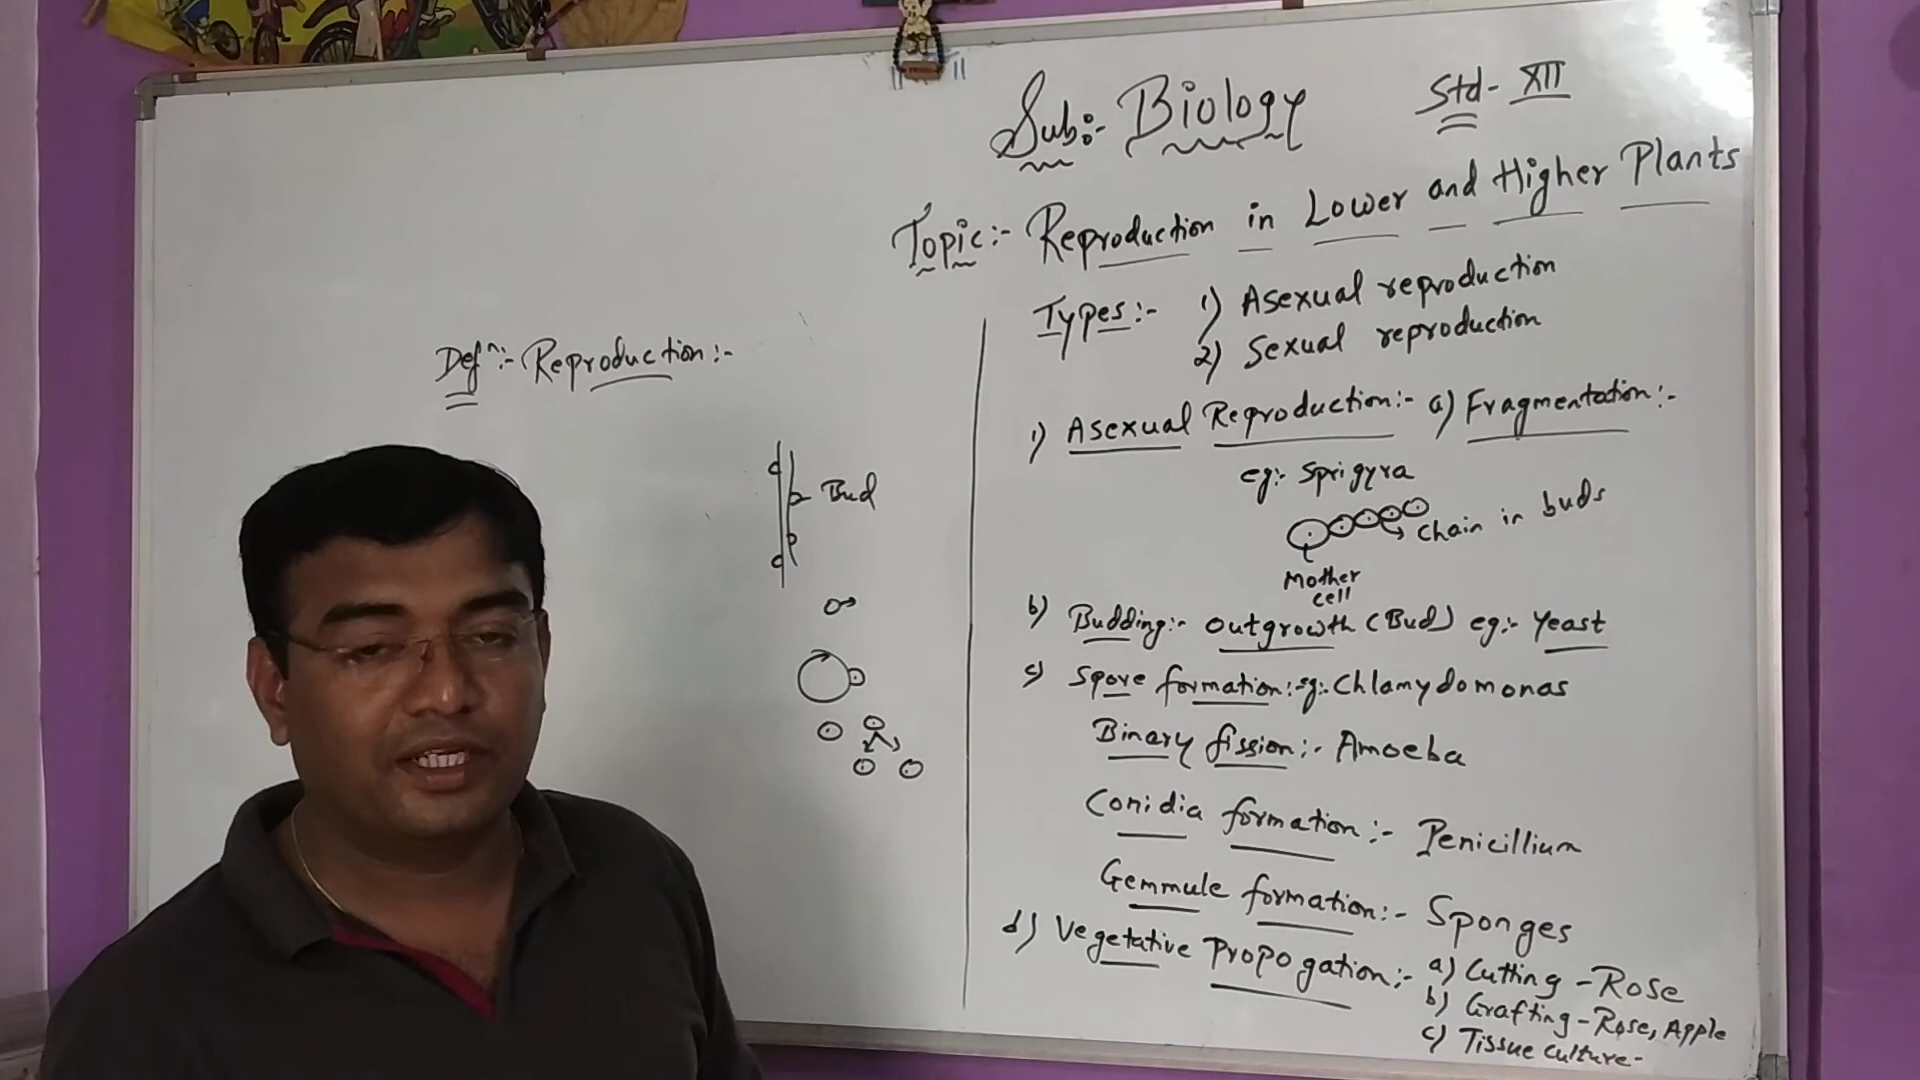 Sub:- Biology Std- XII
Topic:- Reproduction in Lower and Higher Plants
Types:- 1) Asexual reproduction
2) Sexual reproduction
Defn:- Reproduction:-
Bud
1) Asexual Reproduction:- a) Fragmentation:-
eg:- Sprigyra
chain in buds
Mother
cell
b) Budding:- Outgrowth (Bud) eg:- Yeast
c) Spore formation:- eg:- Chlamydomonas
Binary fission:- Amoeba
Conidia formation:- Penicillium
Gemmule formation:- Sponges
d) Vegetative Propogation:- a) Cutting - Rose
b) Grafting - Rose, Apple
c) Tissue culture-